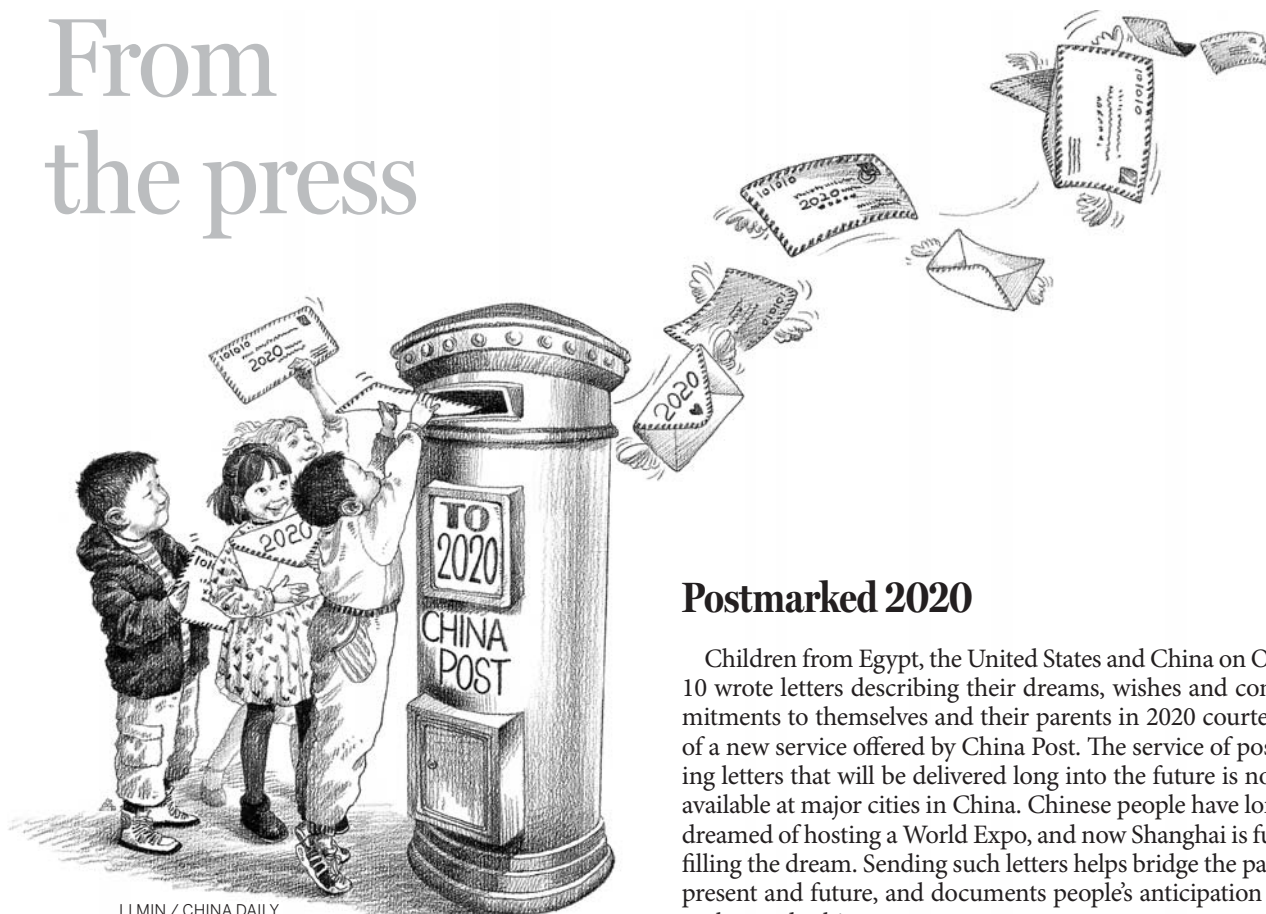 From
the press
2020
2020
2020
2020
101010
101010
101010
101010
TO
2020
CHINA
POST
LI MIN / CHINA DAILY
Postmarked 2020
Children from Egypt, the United States and China on
10 wrote letters describing their dreams, wishes and
mitments to themselves and their parents in 2020
of a new service offered by China Post. The service of
ing letters that will be delivered long into the future is
available at major cities in China. Chinese people have
dreamed of hosting a World Expo, and now Shanghai is
filling the dream. Sending such letters helps bridge the
present and future, and documents people's anticipation